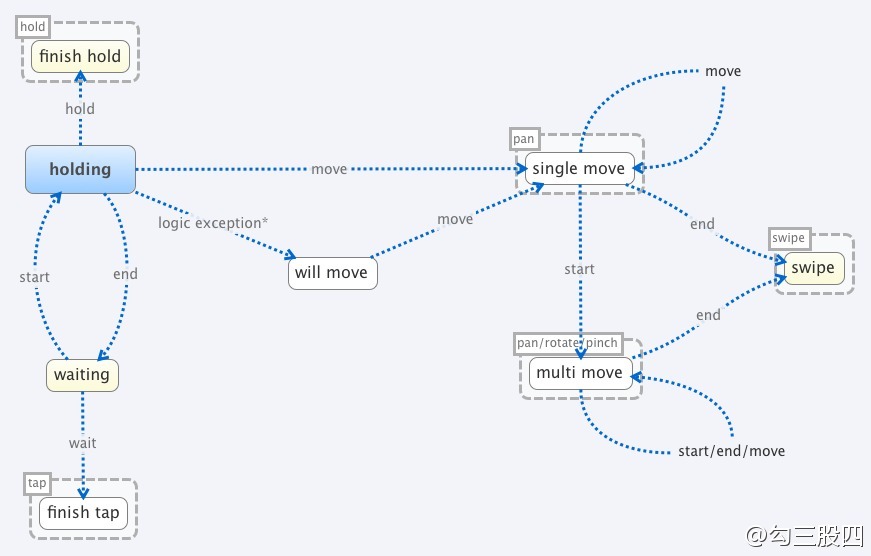 hold
finish hold
hold
move
pan
holding
move
single move
logic exception*
move
end
swipe
start
end
will move
start
swipe
end
pan/rotate/pinch
waiting
multi move
wait
start/end/move
tap
finish tap
@勾三股四